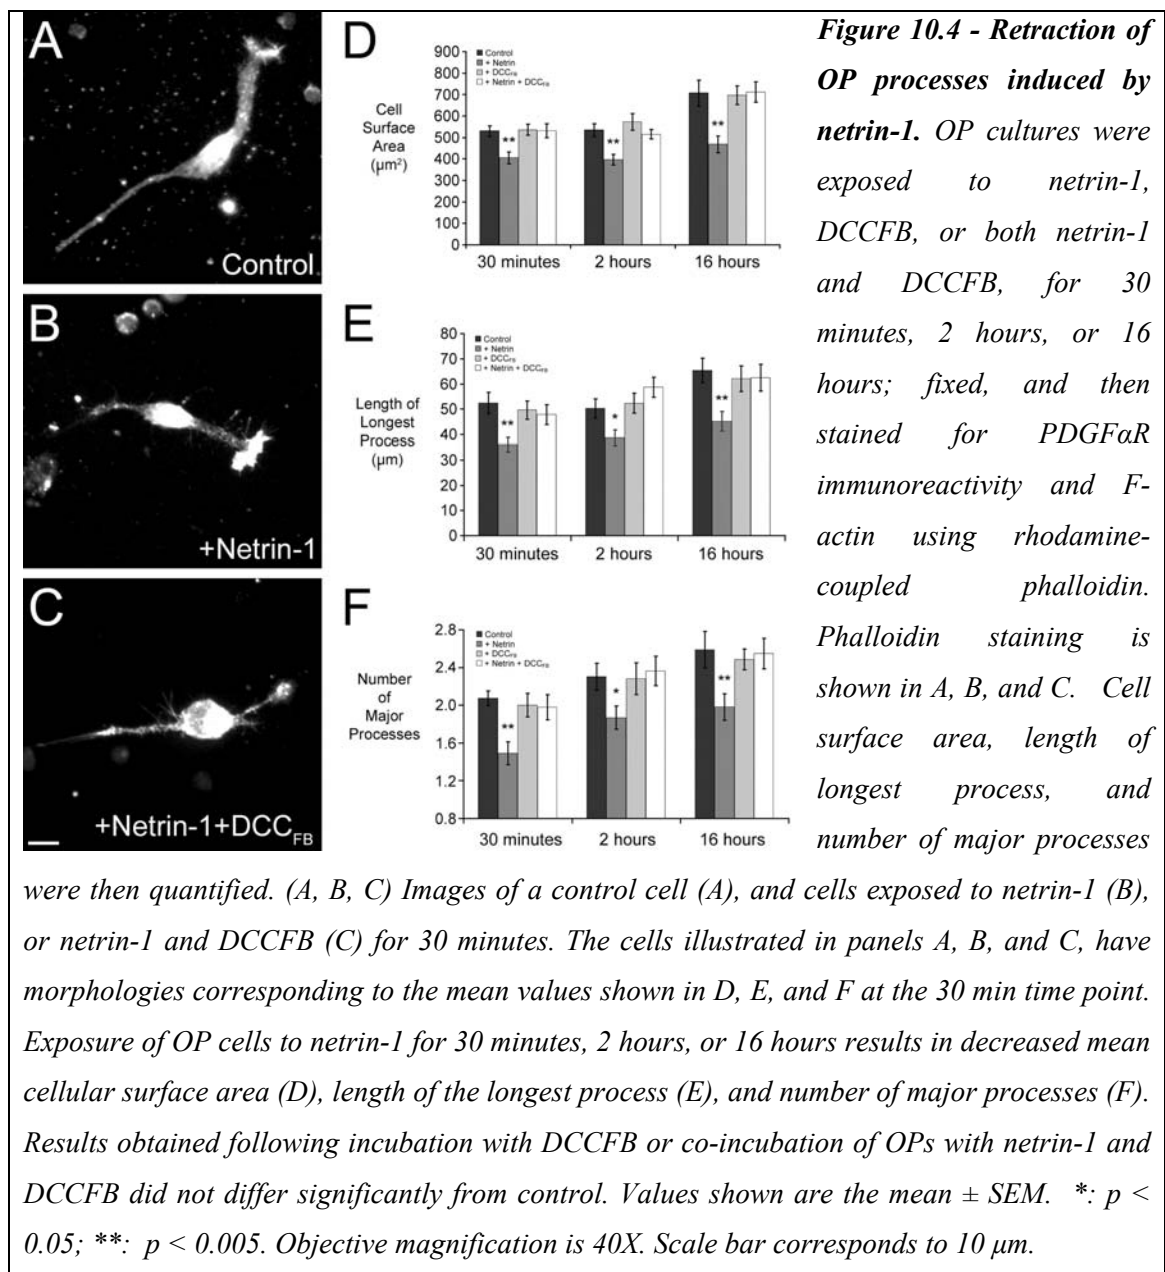 A
Control
B
+Netrin-1
C
+Netrin-1+DCC_FB
D
Control
+ Netrin
+ DCC_FB
+ Netrin + DCC_FB
Cell
Surface
Area
(μm²)
900
800
700
600
500
400
300
200
100
0
** ** **
30 minutes 2 hours 16 hours
E
Control
+ Netrin
+ DCC_FB
+ Netrin + DCC_FB
Length of
Longest
Process
(μm)
80
70
60
50
40
30
20
10
0
** * **
30 minutes 2 hours 16 hours
F
Control
+ Netrin
+ DCC_FB
+ Netrin + DCC_FB
Number
of
Major
Processes
2.8
2.4
2.0
1.6
1.2
0.8
** * **
30 minutes 2 hours 16 hours
Figure 10.4 - Retraction of
OP processes induced by
netrin-1. OP cultures were
exposed to netrin-1,
DCCFB, or both netrin-1
and DCCFB, for 30
minutes, 2 hours, or 16
hours; fixed, and then
stained for PDGFαR
immunoreactivity and F-
actin using rhodamine-
coupled phalloidin.
Phalloidin staining is
shown in A, B, and C. Cell
surface area, length of
longest process, and
number of major processes
were then quantified. (A, B, C) Images of a control cell (A), and cells exposed to netrin-1 (B),
or netrin-1 and DCCFB (C) for 30 minutes. The cells illustrated in panels A, B, and C, have
morphologies corresponding to the mean values shown in D, E, and F at the 30 min time point.
Exposure of OP cells to netrin-1 for 30 minutes, 2 hours, or 16 hours results in decreased mean
cellular surface area (D), length of the longest process (E), and number of major processes (F).
Results obtained following incubation with DCCFB or co-incubation of OPs with netrin-1 and
DCCFB did not differ significantly from control. Values shown are the mean ± SEM. *: p <
0.05; **: p < 0.005. Objective magnification is 40X. Scale bar corresponds to 10 μm.